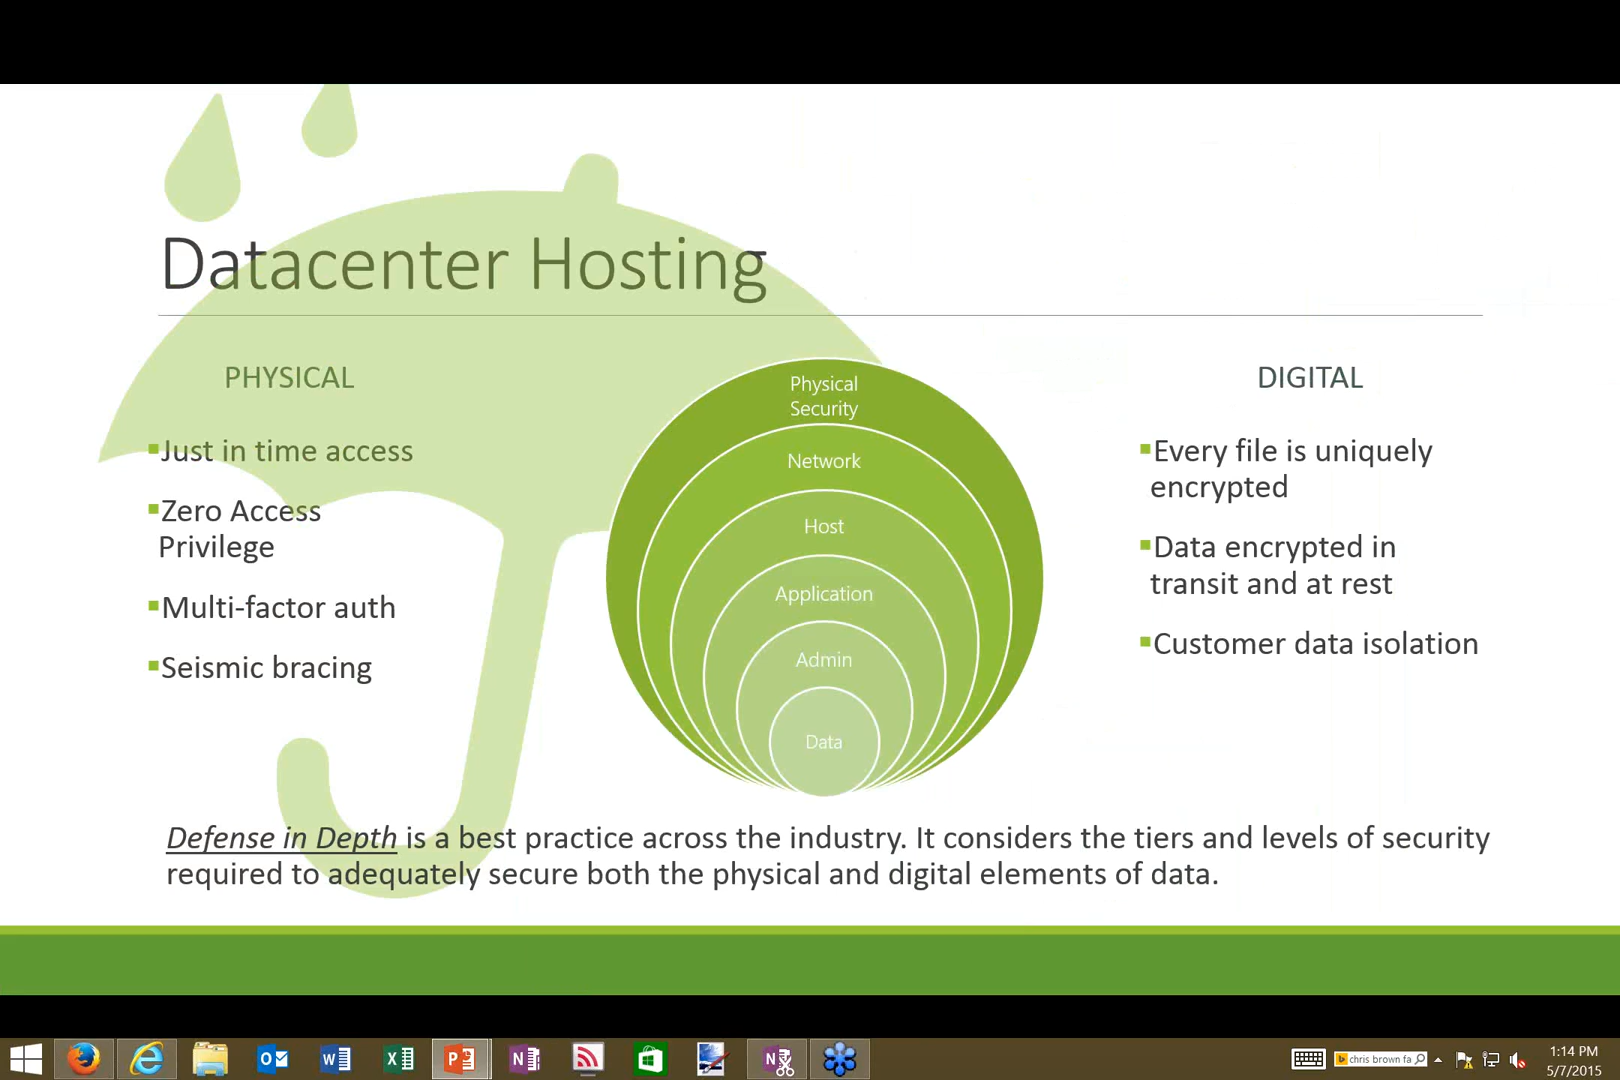 Datacenter Hosting
PHYSICAL
Just in time access
Zero Access
Privilege
Multi-factor auth
Seismic bracing
Physical
Security
Network
Host
Application
Admin
Data
DIGITAL
Every file is uniquely
encrypted
Data encrypted in
transit and at rest
Customer data isolation
Defense in Depth is a best practice across the industry. It considers the tiers and levels of security
required to adequately secure both the physical and digital elements of data.
chris brown fa
1:14 PM
5/7/2015